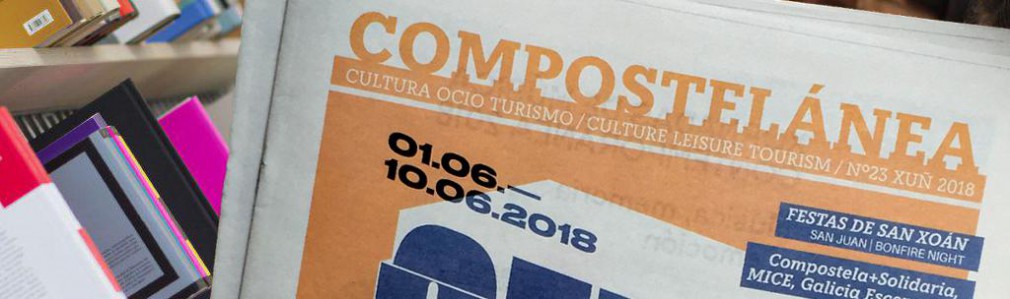 COMPOSTELÁNEA
CULTURA OCIO TURISMO / CULTURE LEISURE TOURISM / Nº23 XUÑ 2018
01.06.—
10.06.2018
FESTAS DE SAN XOÁN
SAN JUAN | BONFIRE NIGHT
Compostela+Solidaria,
MICE, Galicia